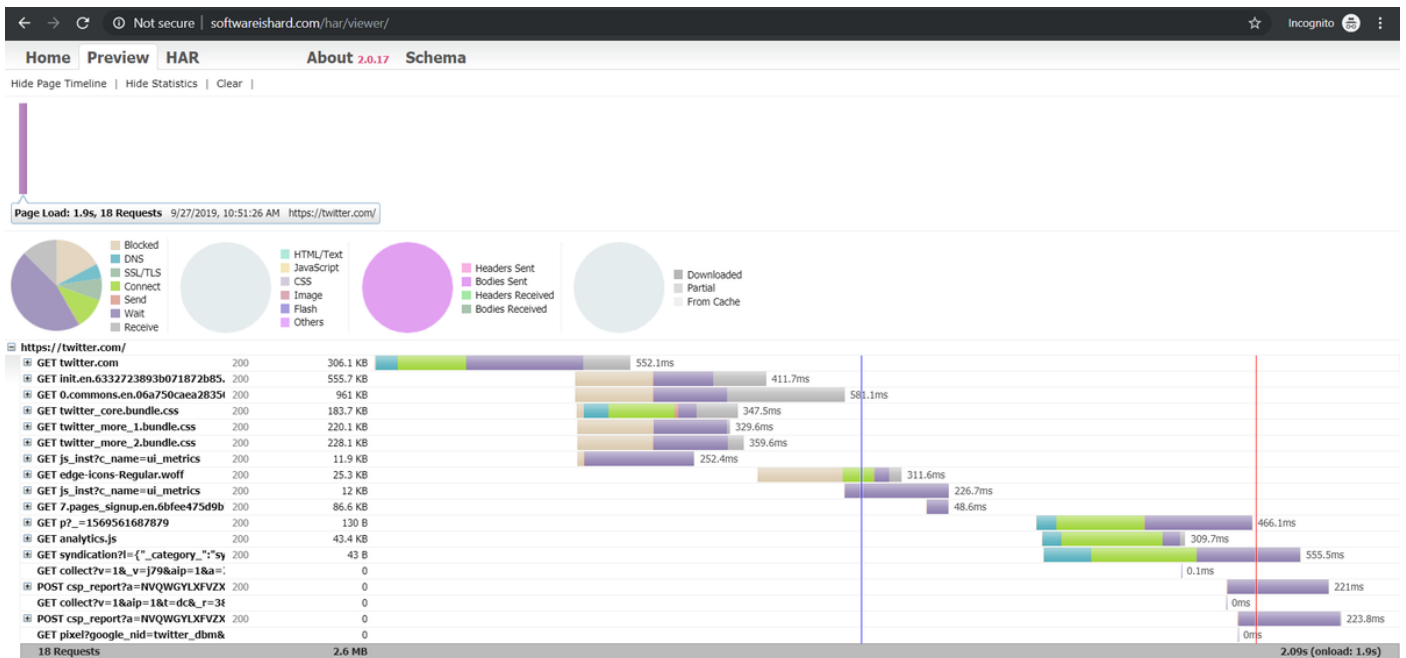 Not secure | softwareishard.com/har/viewer/ Incognito
Home Preview HAR About 2.0.17 Schema
Hide Page Timeline | Hide Statistics | Clear |
Page Load: 1.9s, 18 Requests 9/27/2019, 10:51:26 AM https://twitter.com/
Blocked
DNS
SSL/TLS
Connect
Send
Wait
Receive
HTML/Text
JavaScript
CSS
Image
Flash
Others
Headers Sent
Bodies Sent
Headers Received
Bodies Received
Downloaded
Partial
From Cache
https://twitter.com/
GET twitter.com 200 306.1 KB 552.1ms
GET init.en.6332723893b071872b85. 200 555.7 KB 411.7ms
GET 0.commons.en.06a750caea2835 200 961 KB 581.1ms
GET twitter_core.bundle.css 200 183.7 KB 347.5ms
GET twitter_more_1.bundle.css 200 220.1 KB 329.6ms
GET twitter_more_2.bundle.css 200 228.1 KB 359.6ms
GET js_inst?c_name=ui_metrics 200 11.9 KB 252.4ms
GET edge-icons-Regular.woff 200 25.3 KB 311.6ms
GET js_inst?c_name=ui_metrics 200 12 KB 226.7ms
GET 7.pages_signup.en.6bfee475d9b 200 86.6 KB 48.6ms
GET p?_=1569561687879 200 130 B 466.1ms
GET analytics.js 200 43.4 KB 309.7ms
GET syndication?l={"_category_":"sy 200 43 B 555.5ms
GET collect?v=1&_v=j79&aip=1&a= 0 0.1ms
POST csp_report?a=NVQWGYLXFVZX 200 0 221ms
GET collect?v=1&aip=1&t=dc&_r=3 0 0ms
POST csp_report?a=NVQWGYLXFVZX 200 0 223.8ms
GET pixel?google_nid=twitter_dbm& 0 0ms
18 Requests 2.6 MB 2.09s (onload: 1.9s)